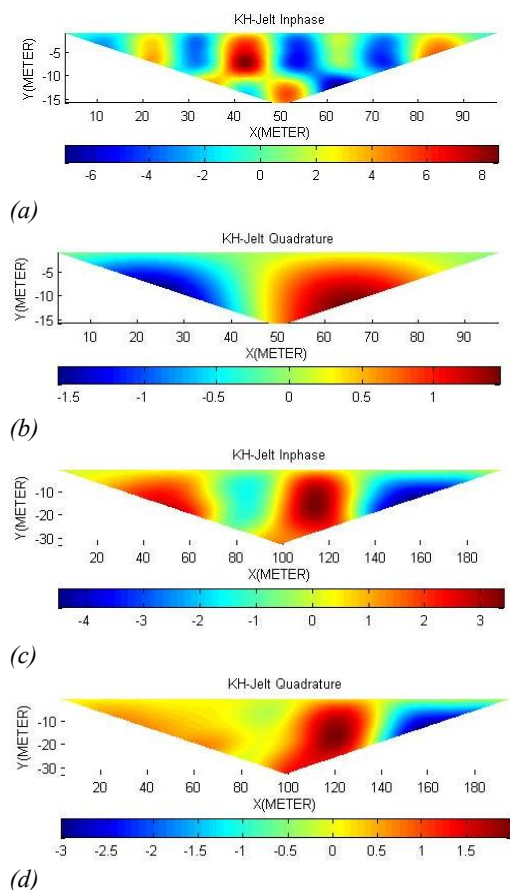 KH-Jelt Inphase
Y(METER)
-5
-10
-15
10 20 30 40 50 60 70 80 90
X(METER)
-6 -4 -2 0 2 4 6 8
(a)
KH-Jelt Quadrature
Y(METER)
-5
-10
-15
10 20 30 40 50 60 70 80 90
X(METER)
-1.5 -1 -0.5 0 0.5 1
(b)
KH-Jelt Inphase
Y(METER)
-10
-20
-30
20 40 60 80 100 120 140 160 180
X(METER)
-4 -3 -2 -1 0 1 2 3
(c)
KH-Jelt Quadrature
Y(METER)
-10
-20
-30
20 40 60 80 100 120 140 160 180
X(METER)
-3 -2.5 -2 -1.5 -1 -0.5 0 0.5 1 1.5
(d)